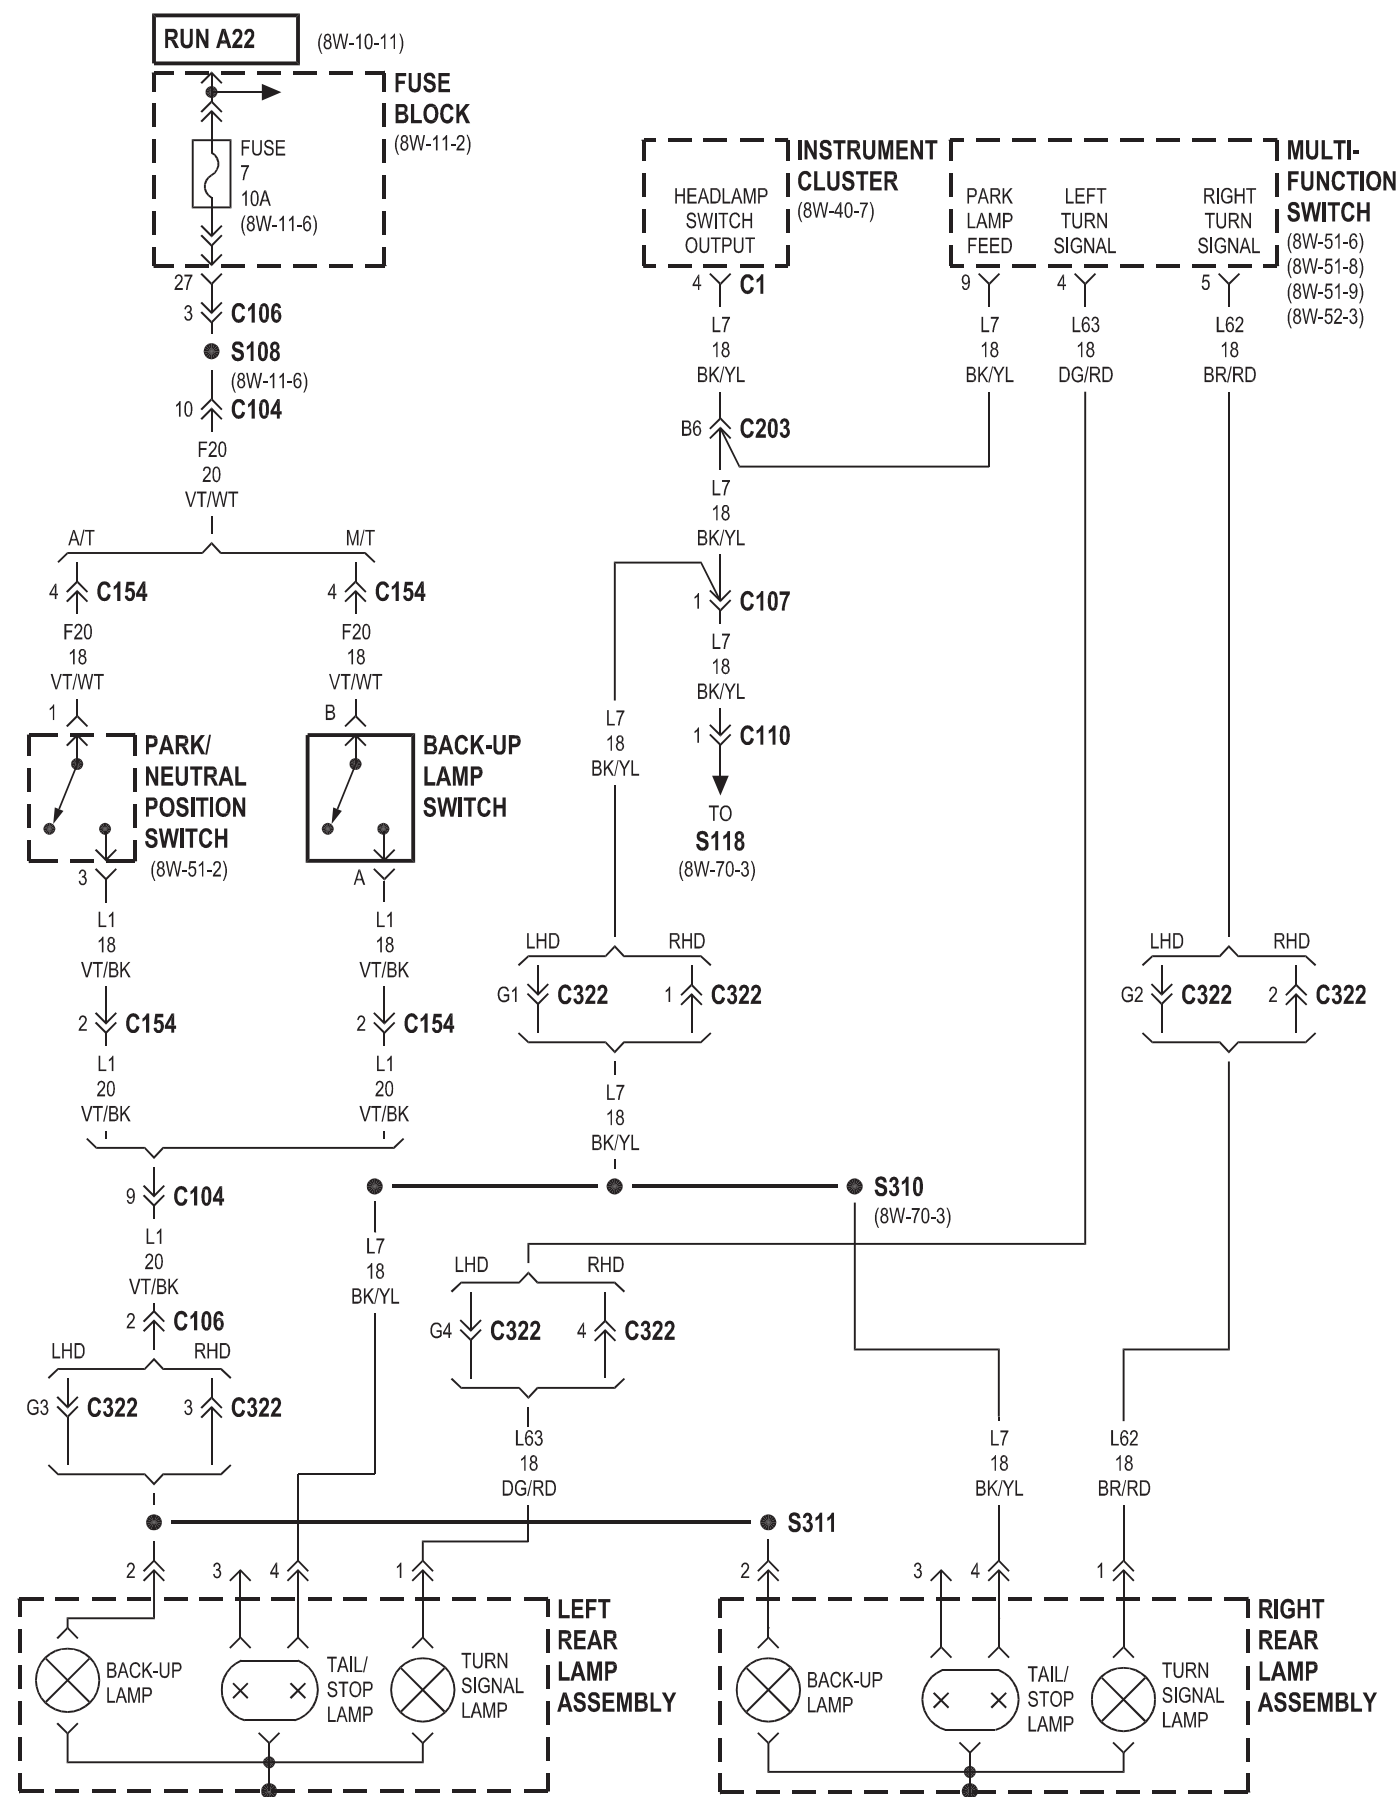 RUN A22
(8W-10-11)
FUSE
BLOCK
(8W-11-2)
FUSE
7
10A
(8W-11-6)
27
3
C106
S108
(8W-11-6)
10
C104
F20
20
VT/WT
A/T
M/T
4
C154
4
C154
F20
18
VT/WT
F20
18
VT/WT
1
B
PARK/
NEUTRAL
POSITION
SWITCH
(8W-51-2)
BACK-UP
LAMP
SWITCH
3
A
L1
18
VT/BK
L1
18
VT/BK
2
C154
2
C154
L1
20
VT/BK
L1
20
VT/BK
9
C104
L1
20
VT/BK
2
C106
LHD
RHD
G3
C322
3
C322
INSTRUMENT
CLUSTER
(8W-40-7)
HEADLAMP
SWITCH
OUTPUT
4
C1
L7
18
BK/YL
B6
C203
L7
18
BK/YL
1
C107
L7
18
BK/YL
1
C110
TO
S118
(8W-70-3)
L7
18
BK/YL
LHD
RHD
G1
C322
1
C322
L7
18
BK/YL
S310
(8W-70-3)
L7
18
BK/YL
MULTI-
FUNCTION
SWITCH
(8W-51-6)
(8W-51-8)
(8W-51-9)
(8W-52-3)
PARK
LAMP
FEED
LEFT
TURN
SIGNAL
RIGHT
TURN
SIGNAL
9
4
5
L7
18
BK/YL
L63
18
DG/RD
L62
18
BR/RD
LHD
RHD
G2
C322
2
C322
LHD
RHD
G4
C322
4
C322
L63
18
DG/RD
L7
18
BK/YL
L62
18
BR/RD
S311
2
3
4
1
2
3
4
1
LEFT
REAR
LAMP
ASSEMBLY
BACK-UP
LAMP
TAIL/
STOP
LAMP
TURN
SIGNAL
LAMP
RIGHT
REAR
LAMP
ASSEMBLY
BACK-UP
LAMP
TAIL/
STOP
LAMP
TURN
SIGNAL
LAMP